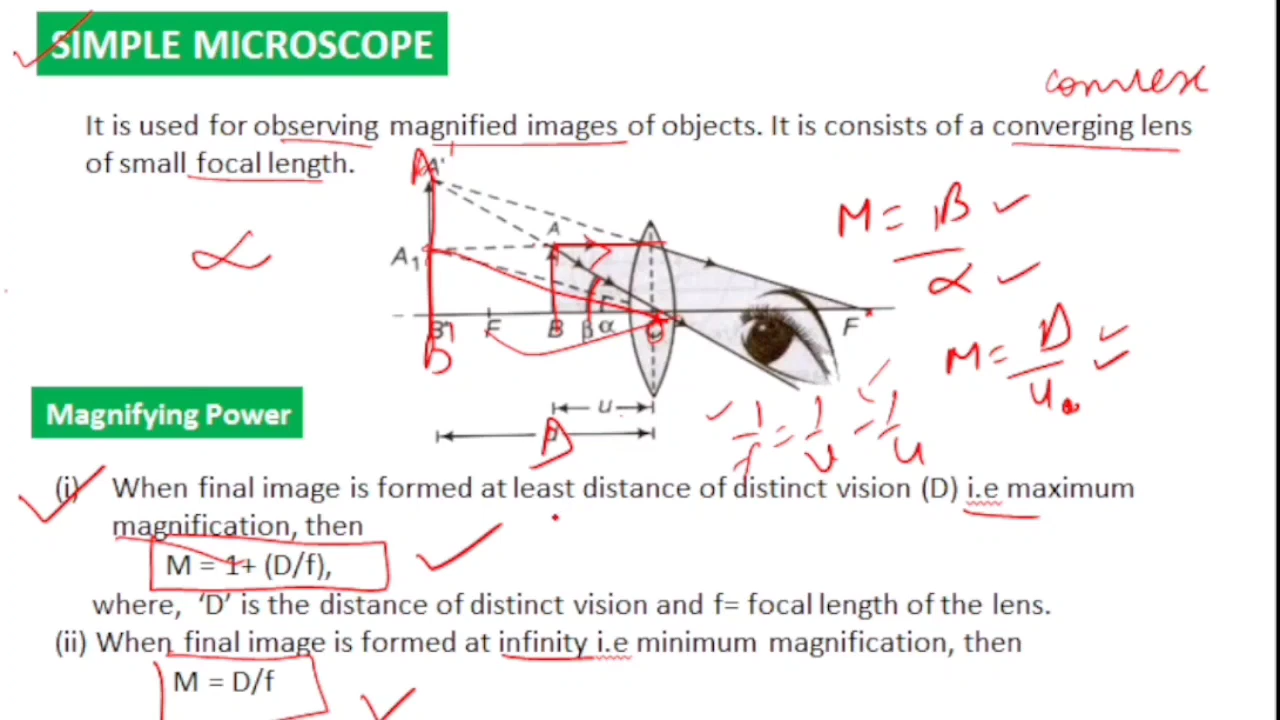 SIMPLE MICROSCOPE
convex
It is used for observing magnified images of objects. It is consists of a converging lens
of small focal length.
A' A'
A
A1
α
M = β/α
B' F B β α O F
D
M = D/u
u
D
1/f = 1/v - 1/u
Magnifying Power
(i) When final image is formed at least distance of distinct vision (D) i.e maximum
magnification, then
M = 1+ (D/f),
where, 'D' is the distance of distinct vision and f= focal length of the lens.
(ii) When final image is formed at infinity i.e minimum magnification, then
M = D/f